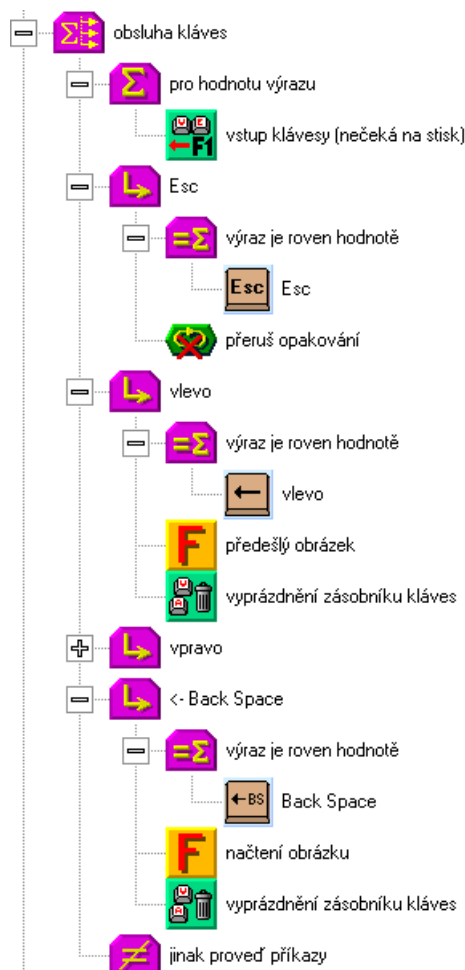 obsluha kláves
pro hodnotu výrazu
F1 vstup klávesy (nečeká na stisk)
Esc
výraz je roven hodnotě
Esc Esc
přeruš opakování
vlevo
výraz je roven hodnotě
vlevo
F předešlý obrázek
vyprázdnění zásobníku kláves
vpravo
<- Back Space
výraz je roven hodnotě
←BS Back Space
F načtení obrázku
vyprázdnění zásobníku kláves
jinak proveď příkazy